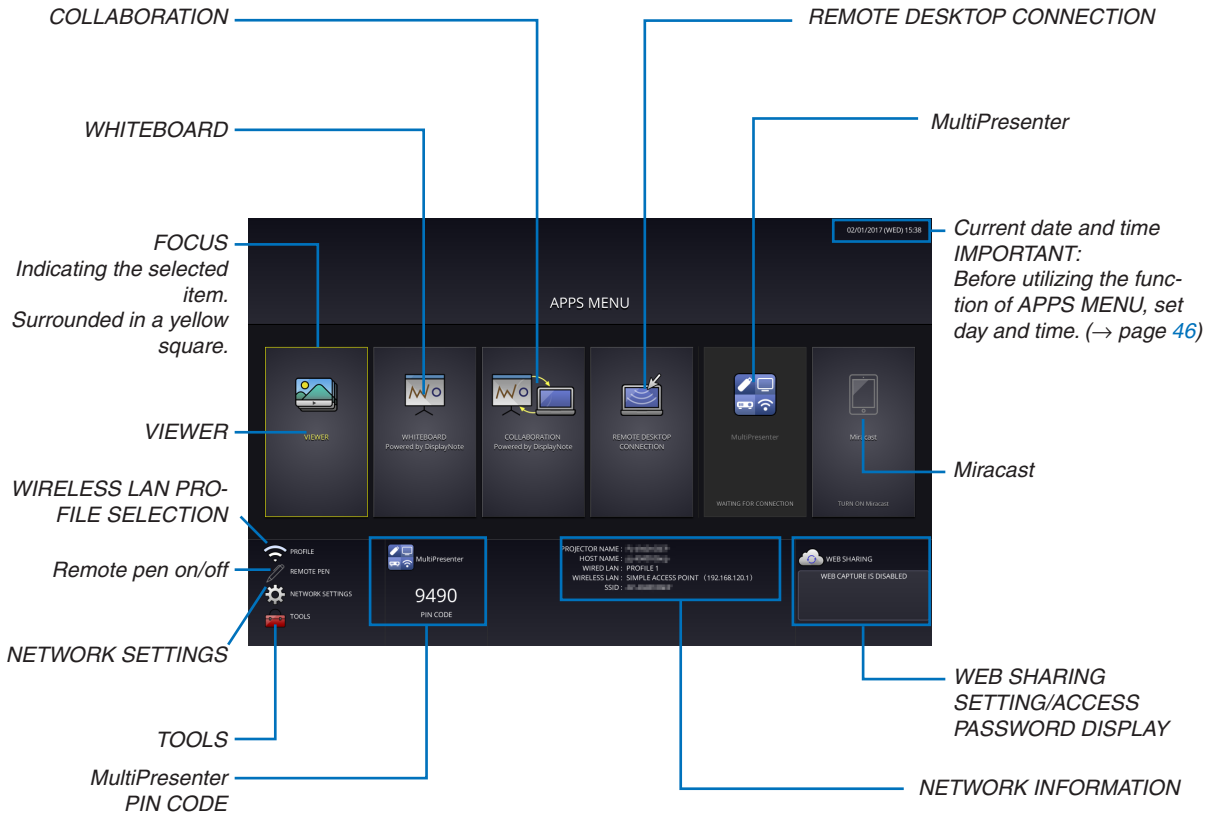 COLLABORATION
REMOTE DESKTOP CONNECTION
WHITEBOARD
MultiPresenter
FOCUS
Indicating the selected
item.
Surrounded in a yellow
square.
Current date and time
IMPORTANT:
Before utilizing the func-
tion of APPS MENU, set
day and time. (→ page 46)
VIEWER
WIRELESS LAN PRO-
FILE SELECTION
Remote pen on/off
NETWORK SETTINGS
TOOLS
MultiPresenter
PIN CODE
Miracast
WEB SHARING
SETTING/ACCESS
PASSWORD DISPLAY
NETWORK INFORMATION
02/01/2017 (WED) 15:38
APPS MENU
VIEWER
WHITEBOARD
Powered by DisplayNote
COLLABORATION
Powered by DisplayNote
REMOTE DESKTOP
CONNECTION
MultiPresenter
WAITING FOR CONNECTION
Miracast
TURN ON Miracast
PROFILE
REMOTE PEN
NETWORK SETTINGS
TOOLS
MultiPresenter
9490
PIN CODE
PROJECTOR NAME :
HOST NAME :
WIRED LAN : PROFILE 1
WIRELESS LAN : SIMPLE ACCESS POINT (192.168.120.1)
SSID :
WEB SHARING
WEB CAPTURE IS DISABLED